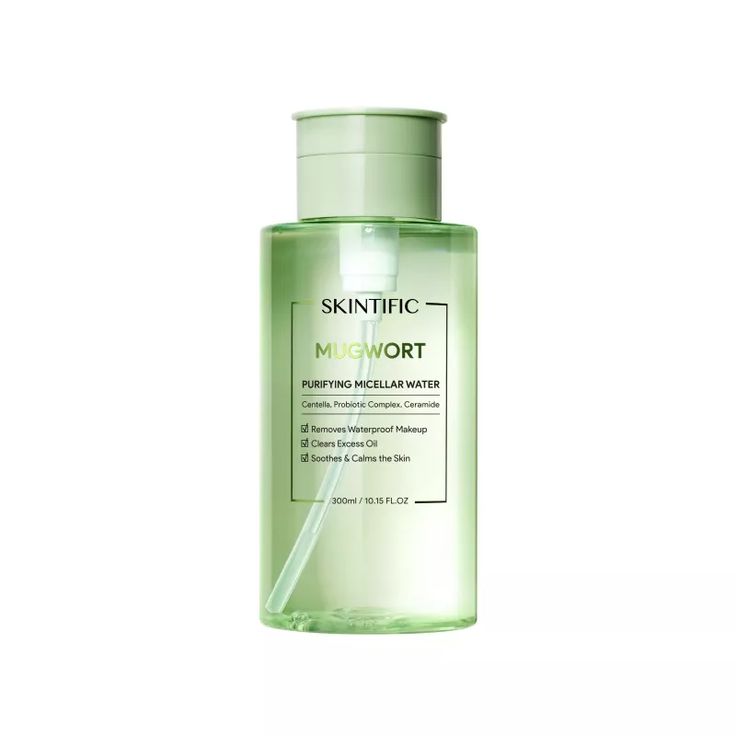 SKINTIFIC
MUGWORT
PURIFYING MICELLAR WATER
Centella, Probiotic Complex, Ceramide
☑ Removes Waterproof Makeup
☑ Clears Excess Oil
☑ Soothes & Calms the Skin
300ml / 10.15 FL.OZ